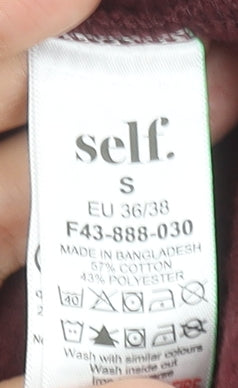 self.
S
EU 36/38
F43-888-030
MADE IN BANGLADESH
57% COTTON
43% POLYESTER
40
Wash with similar colours
Wash inside out
Iron